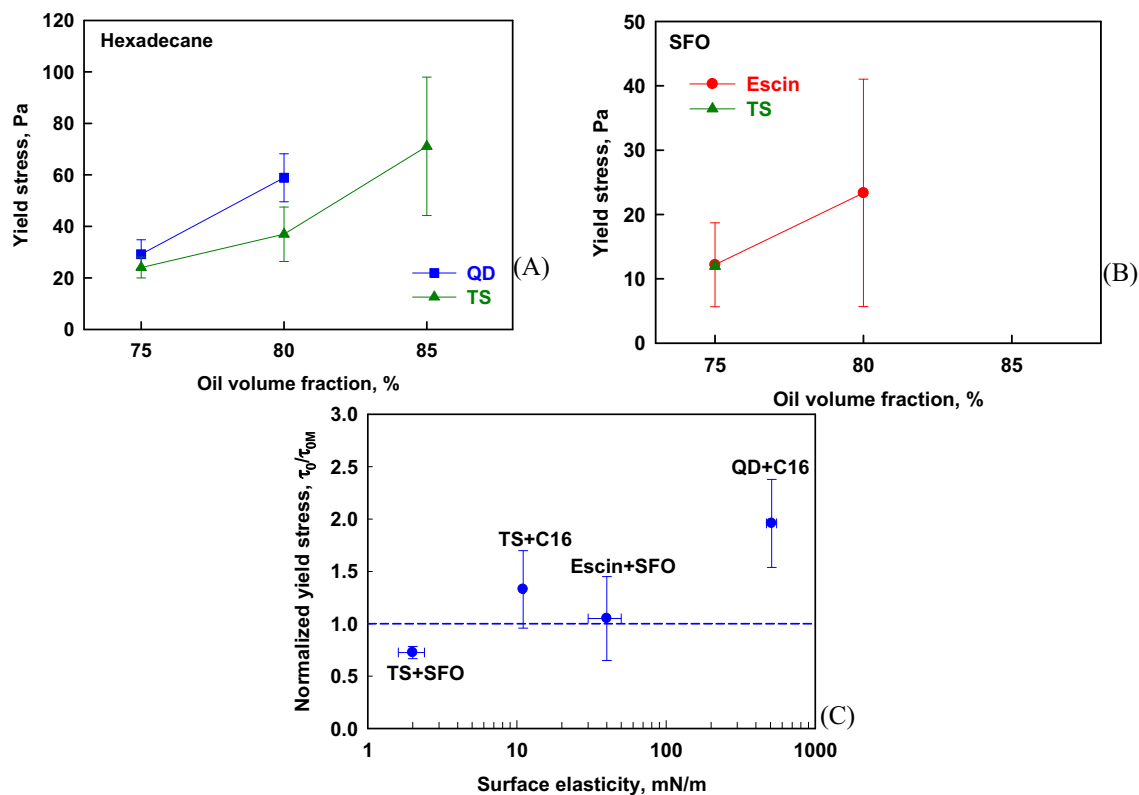 Hexadecane
Yield stress, Pa
120
100
80
60
40
20
0
QD
TS
75 80 85
Oil volume fraction, %
(A)
SFO
Escin
TS
Yield stress, Pa
50
40
30
20
10
0
75 80 85
Oil volume fraction, %
(B)
Normalized yield stress, τ0/τ0M
3.0
2.5
2.0
1.5
1.0
0.5
0.0
QD+C16
TS+C16
Escin+SFO
TS+SFO
1 10 100 1000
Surface elasticity, mN/m
(C)